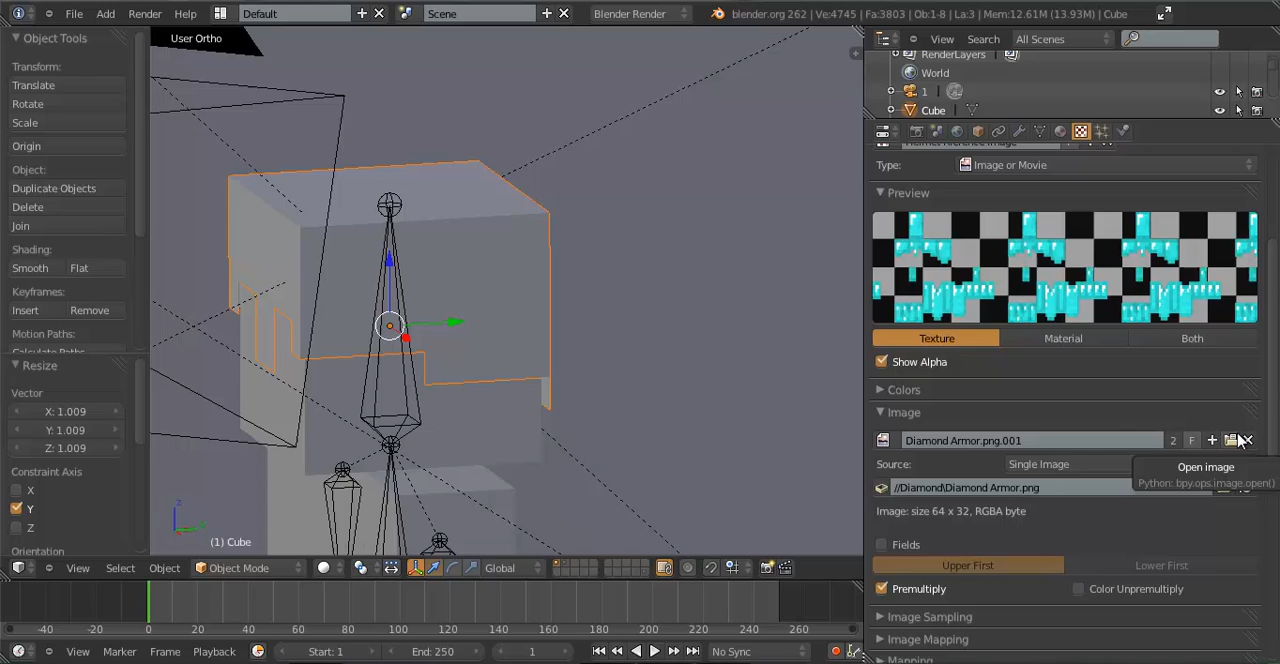 File Add Render Help Default Scene Blender Render blender.org 262 | Ve:4745 | Fa:3803 | Ob:1-8 | La:3 | Mem:12.61M (13.93M) | Cube
Object Tools
Transform:
Translate
Rotate
Scale
Origin
Object:
Duplicate Objects
Delete
Join
Shading:
Smooth Flat
Keyframes:
Insert Remove
Motion Paths:
Resize
Vector
X: 1.009
Y: 1.009
Z: 1.009
Constraint Axis
X
Y
Z
Orientation
User Ortho
(1) Cube
View Select Object Object Mode Global
-40 -20 0 20 40 60 80 100 120 140 160 180 200 220 240 260
View Marker Frame Playback Start: 1 End: 250 1 No Sync
View Search All Scenes
RenderLayers
World
1
Cube
Type: Image or Movie
Preview
Texture Material Both
Show Alpha
Colors
Image
Diamond Armor.png.001 2 F
Source: Single Image
Open image
Python: bpy.ops.image.open()
//Diamond\Diamond Armor.png
Image: size 64 x 32, RGBA byte
Fields
Upper First Lower First
Premultiply Color Unpremultiply
Image Sampling
Image Mapping